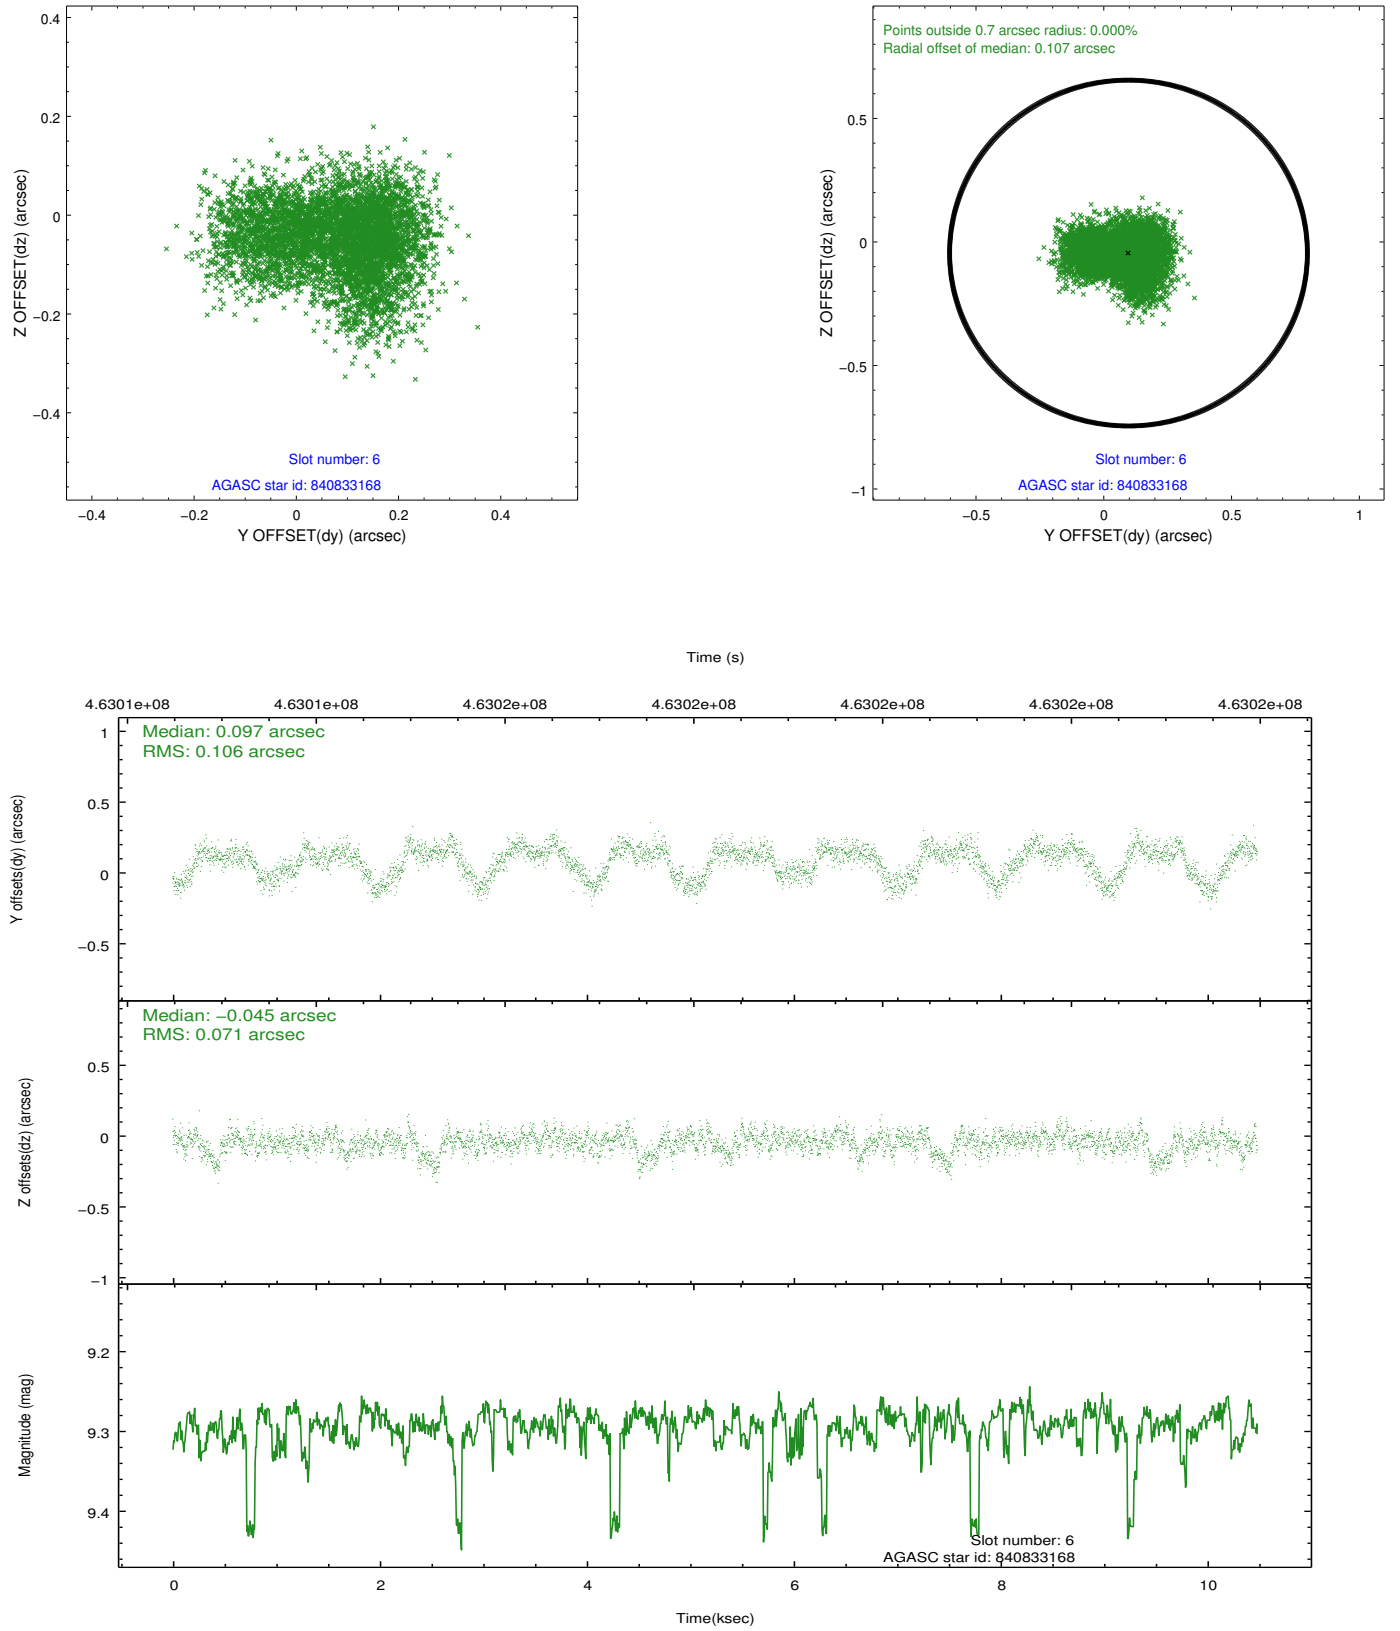 0.4
0.2
0
−0.2
−0.4
Z OFFSET(dz) (arcsec)
Slot number: 6
AGASC star id: 840833168
−0.4
−0.2
0
0.2
0.4
Y OFFSET(dy) (arcsec)
Points outside 0.7 arcsec radius: 0.000%
Radial offset of median: 0.107 arcsec
0.5
0
−0.5
−1
Z OFFSET(dz) (arcsec)
Slot number: 6
AGASC star id: 840833168
−0.5
0
0.5
1
Y OFFSET(dy) (arcsec)
Time (s)
4.6301e+08
4.6301e+08
4.6302e+08
4.6302e+08
4.6302e+08
4.6302e+08
4.6302e+08
Median: 0.097 arcsec
RMS: 0.106 arcsec
1
0.5
0
−0.5
Y offsets(dy) (arcsec)
Median: −0.045 arcsec
RMS: 0.071 arcsec
0.5
0
−0.5
−1
Z offsets(dz) (arcsec)
9.2
9.3
9.4
Magnitude (mag)
Slot number: 6
AGASC star id: 840833168
0
2
4
6
8
10
Time(ksec)